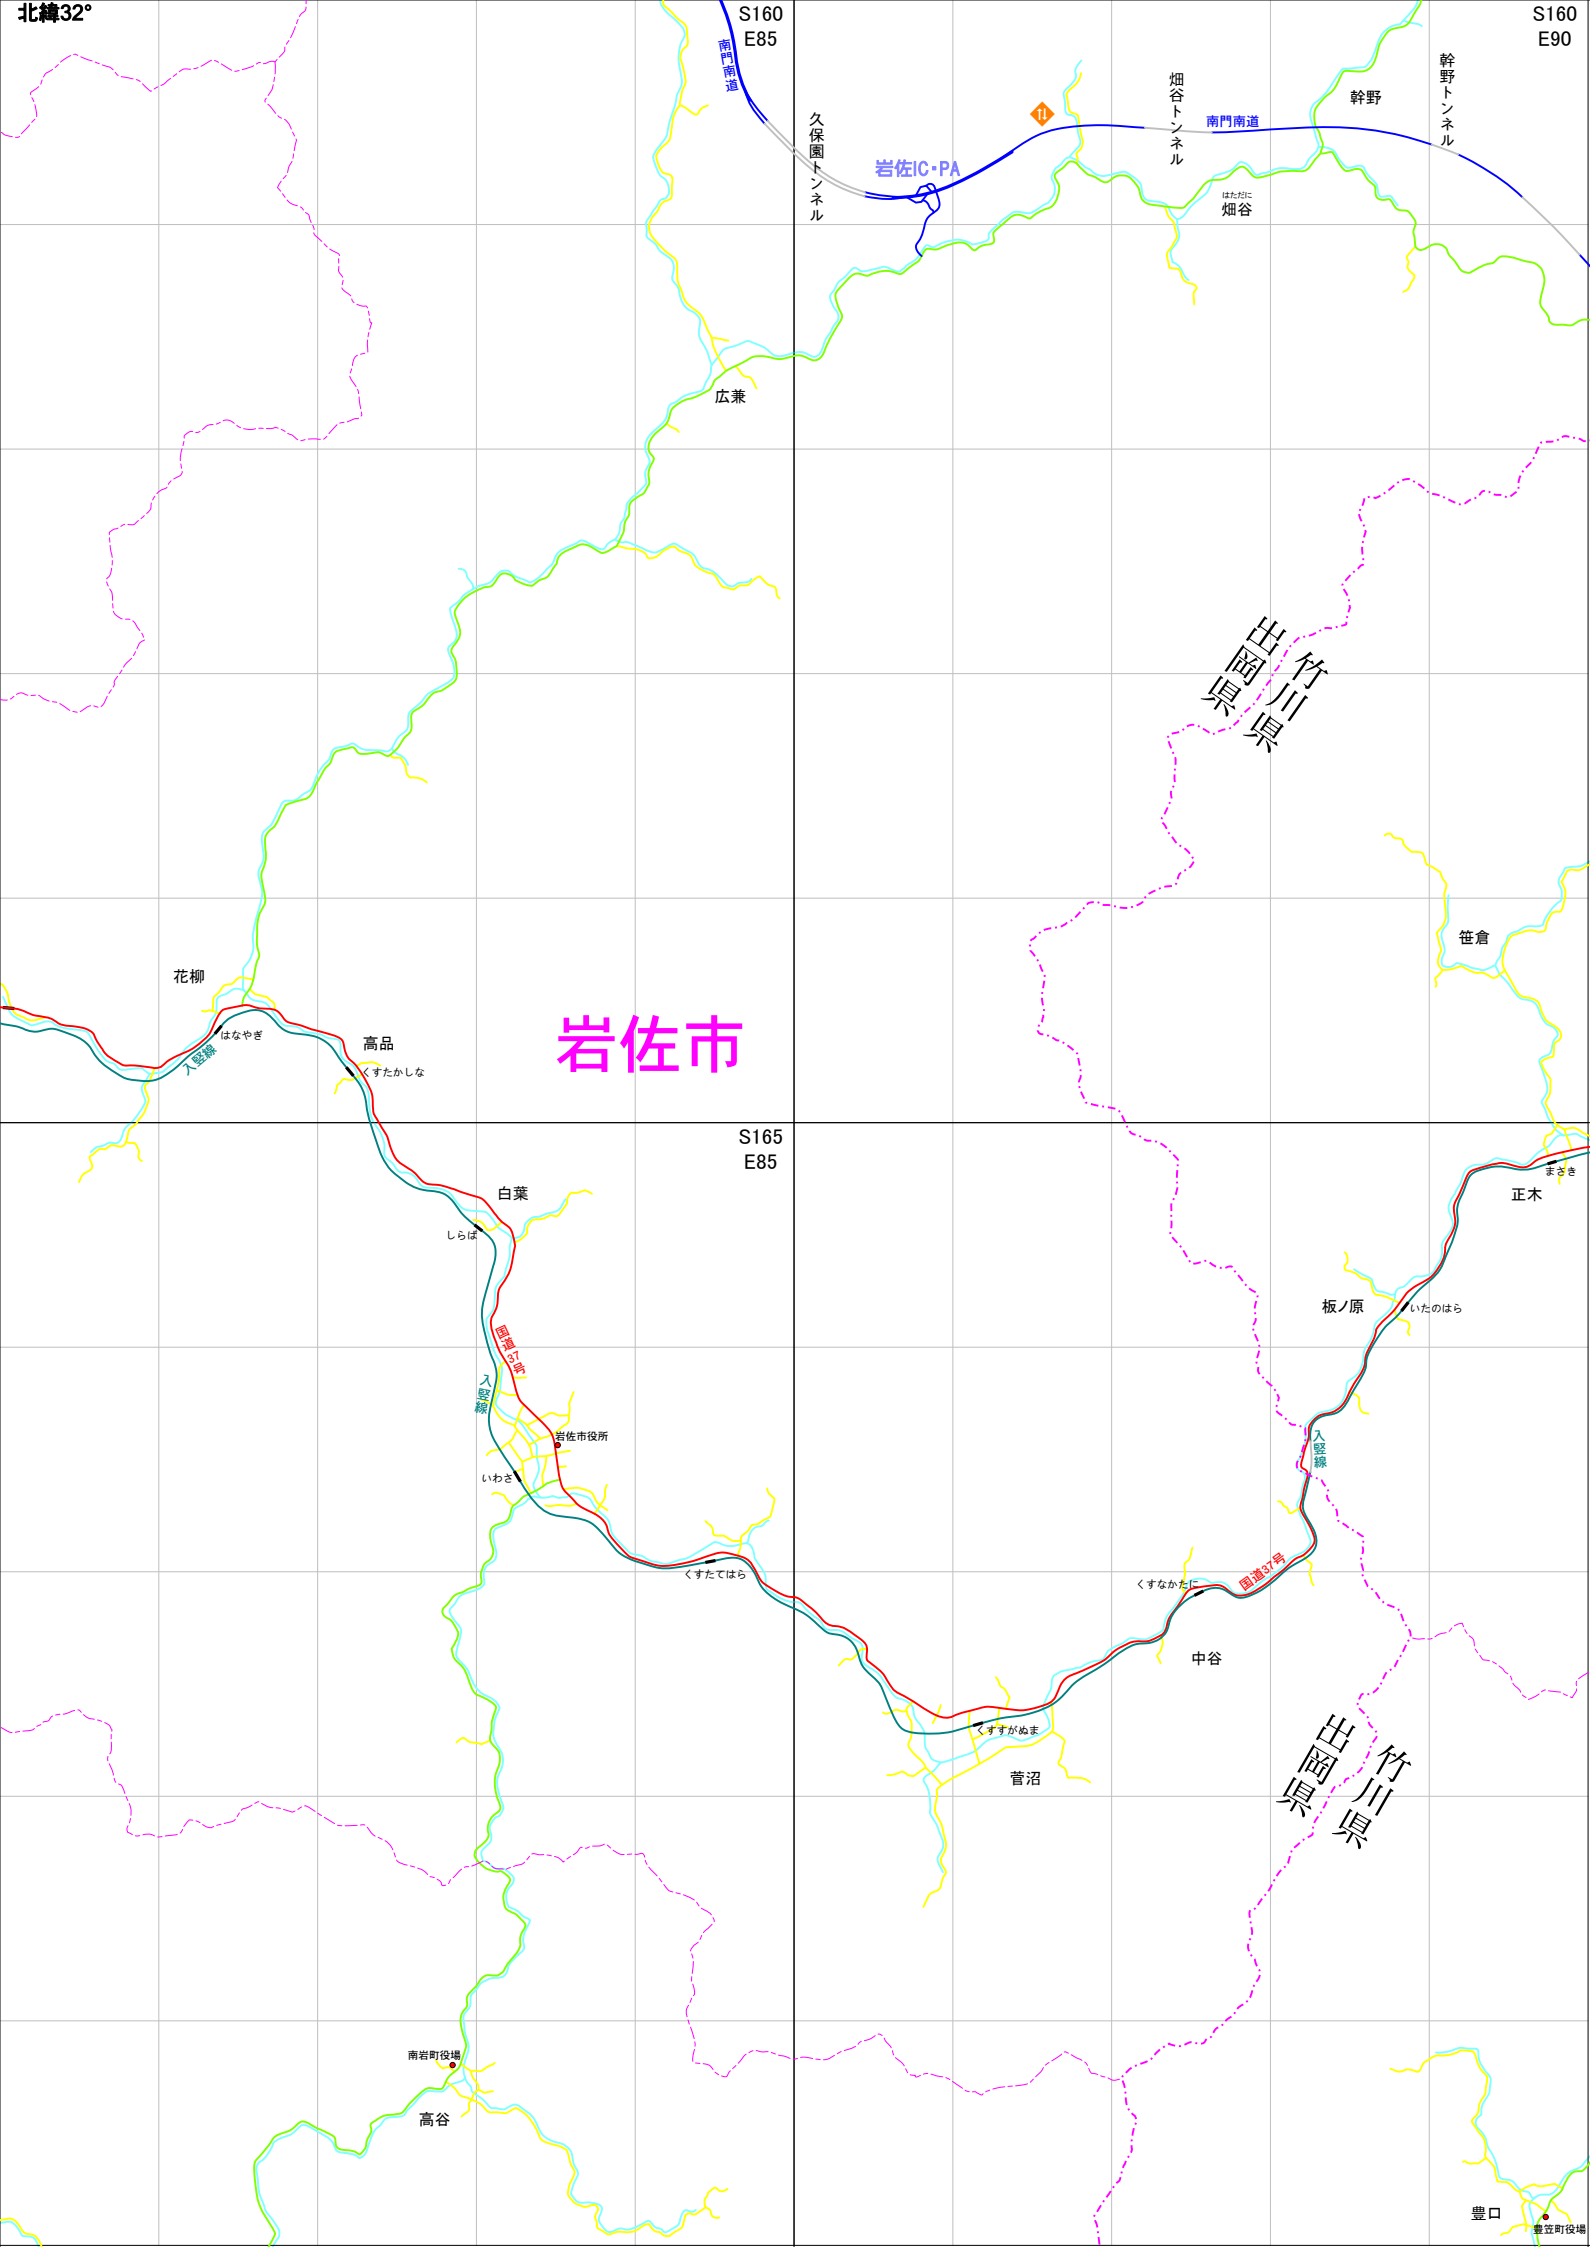 北緯32°
S160
E85
S160
E90
南門南道
久保園トンネル
岩佐IC・PA
畑谷トンネル
南門南道
幹野
幹野トンネル
はただに
畑谷
広兼
出岡県
竹川県
笹倉
花柳
はなやぎ
入竪線
高品
くすたかしな
岩佐市
S165
E85
白葉
しらば
まさき
正木
板ノ原
いたのはら
国道37号
入竪線
岩佐市役所
いわさ
入竪線
くすたてはら
くすなかたに
国道37号
中谷
くすすがぬま
菅沼
出岡県
竹川県
南岩町役場
高谷
豊口
豊笠町役場